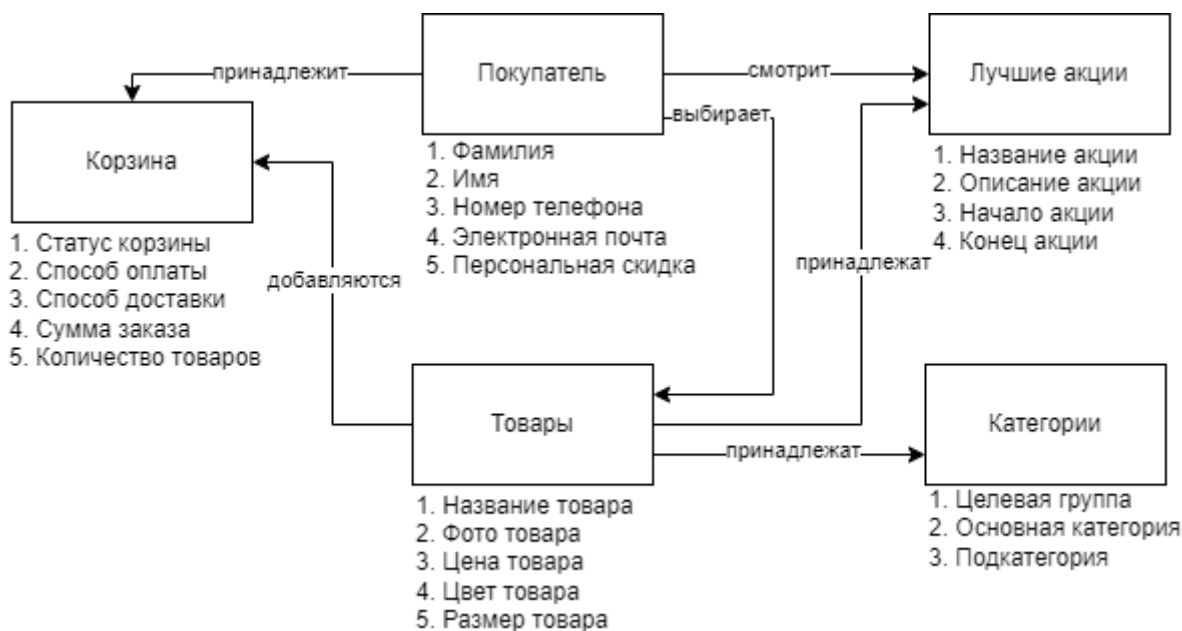 принадлежит
Покупатель
смотрит
Лучшие акции
выбирает
Корзина
1. Фамилия
2. Имя
3. Номер телефона
4. Электронная почта
5. Персональная скидка
1. Название акции
2. Описание акции
3. Начало акции
4. Конец акции
1. Статус корзины
2. Способ оплаты
3. Способ доставки
4. Сумма заказа
5. Количество товаров
добавляются
принадлежат
Товары
принадлежат
Категории
1. Название товара
2. Фото товара
3. Цена товара
4. Цвет товара
5. Размер товара
1. Целевая группа
2. Основная категория
3. Подкатегория